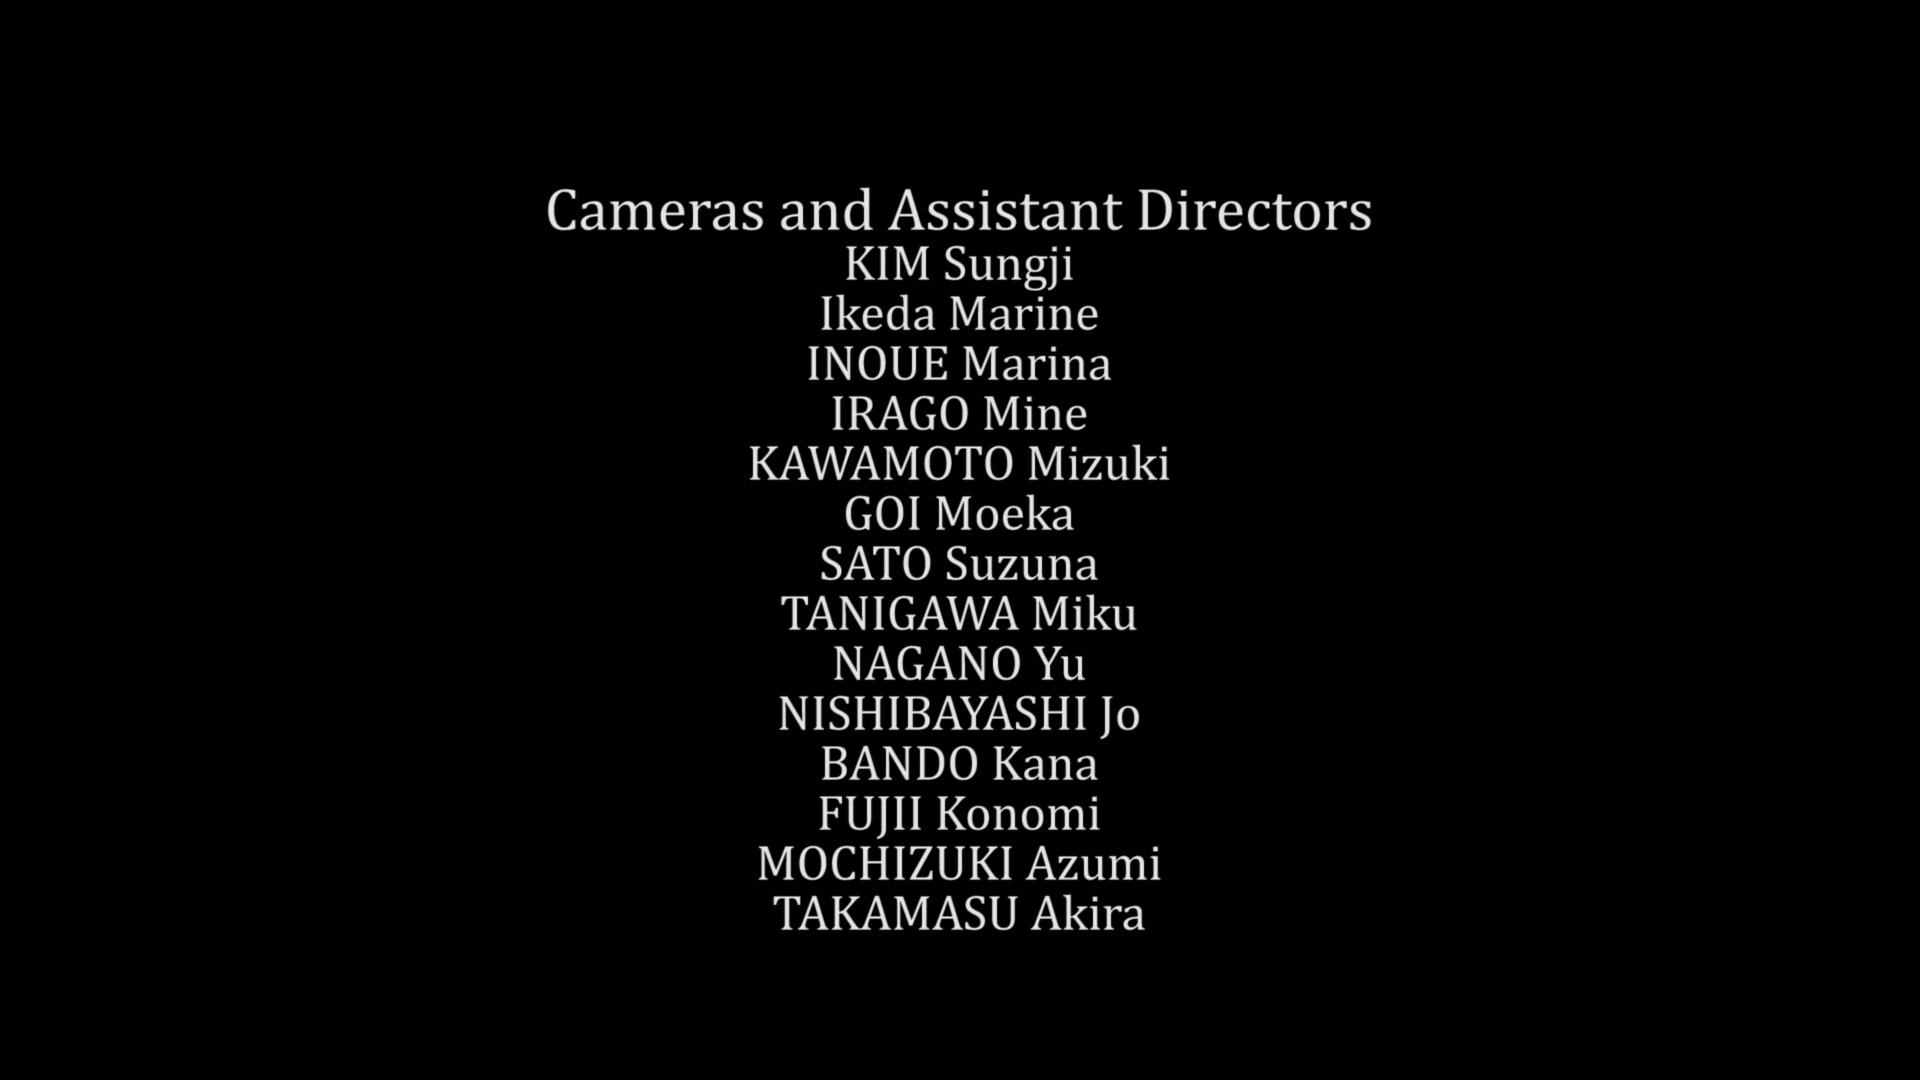 Cameras and Assistant Directors
KIM Sungji
Ikeda Marine
INOUE Marina
IRAGO Mine
KAWAMOTO Mizuki
GOI Moeka
SATO Suzuna
TANIGAWA Miku
NAGANO Yu
NISHIBAYASHI Jo
BANDO Kana
FUJII Konomi
MOCHIZUKI Azumi
TAKAMASU Akira